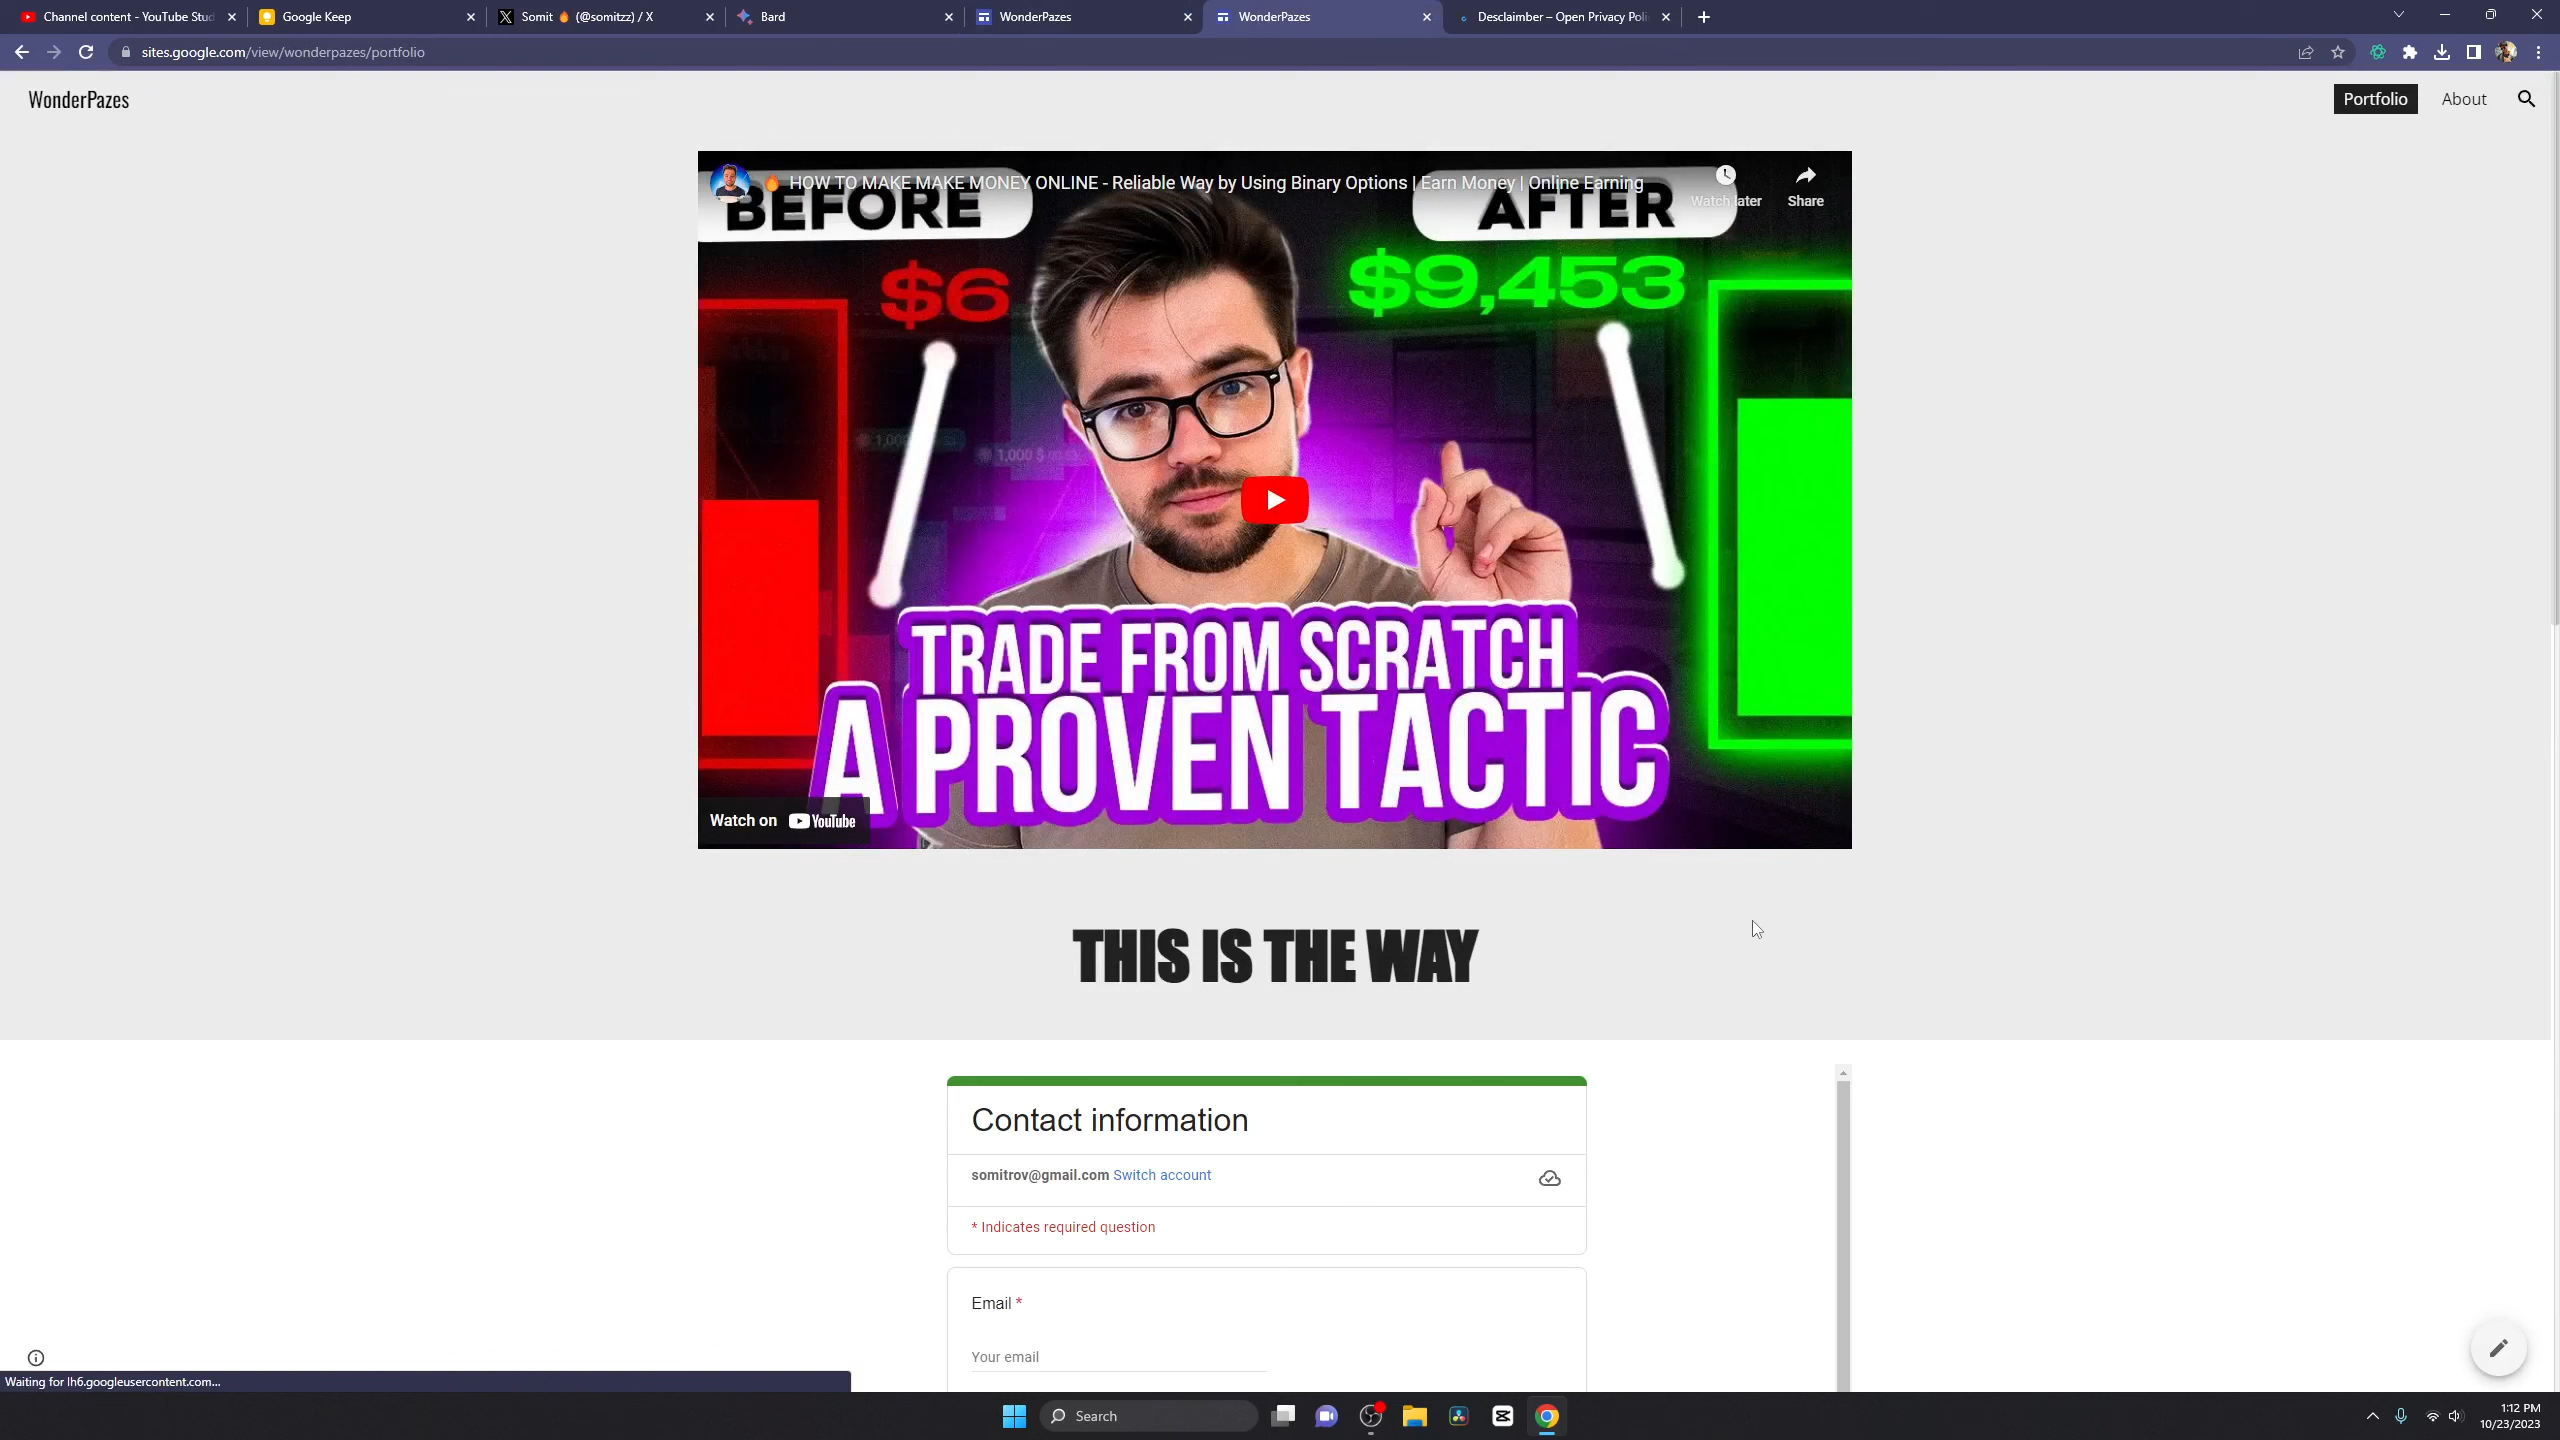 Channel content - YouTube Stud
Google Keep
Somit 🔥 (@somitzz) / X
Bard
WonderPazes
WonderPazes
Desclaimber – Open Privacy Poli
sites.google.com/view/wonderpazes/portfolio
WonderPazes
Portfolio
About
🔥 HOW TO MAKE MAKE MONEY ONLINE - Reliable Way by Using Binary Options | Earn Money | Online Earning
Watch later
Share
BEFORE
AFTER
$6
$9,453
1,000
1,000 $
TRADE FROM SCRATCH
A PROVEN TACTIC
Watch on YouTube
THIS IS THE WAY
Contact information
somitrov@gmail.com Switch account
* Indicates required question
Email *
Your email
Waiting for lh6.googleusercontent.com...
Search
1:12 PM
10/23/2023